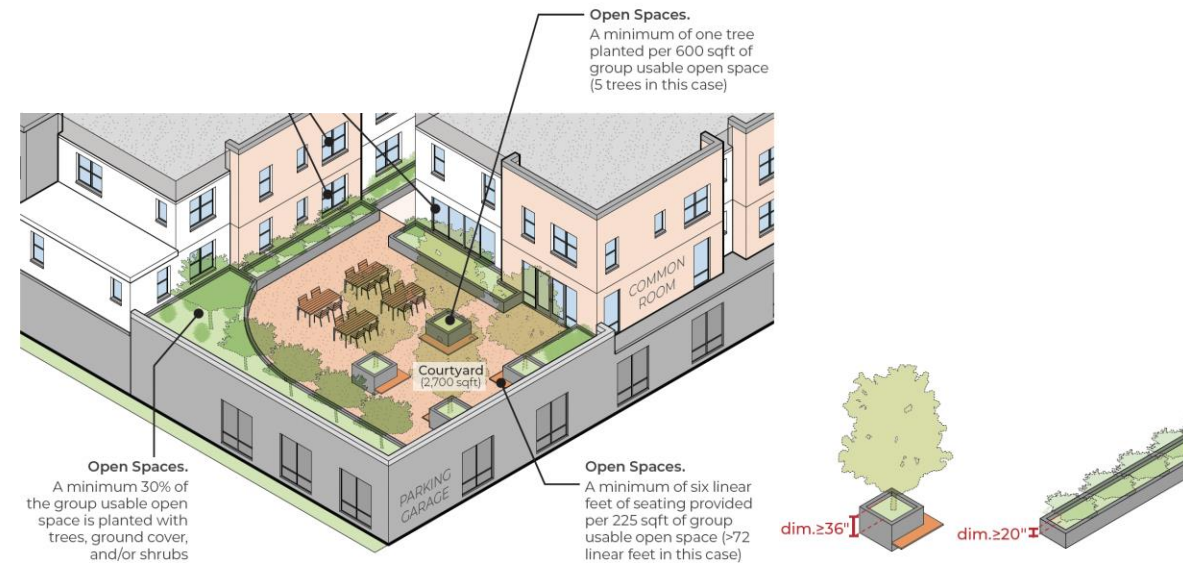 Open Spaces.
A minimum of one tree
planted per 600 sqft of
group usable open space
(5 trees in this case)
COMMON
ROOM
Courtyard
(2,700 sqft)
PARKING
GARAGE
Open Spaces.
A minimum 30% of
the group usable open
space is planted with
trees, ground cover,
and/or shrubs
Open Spaces.
A minimum of six linear
feet of seating provided
per 225 sqft of group
usable open space (>72
linear feet in this case)
dim.≥36"
dim.≥20"